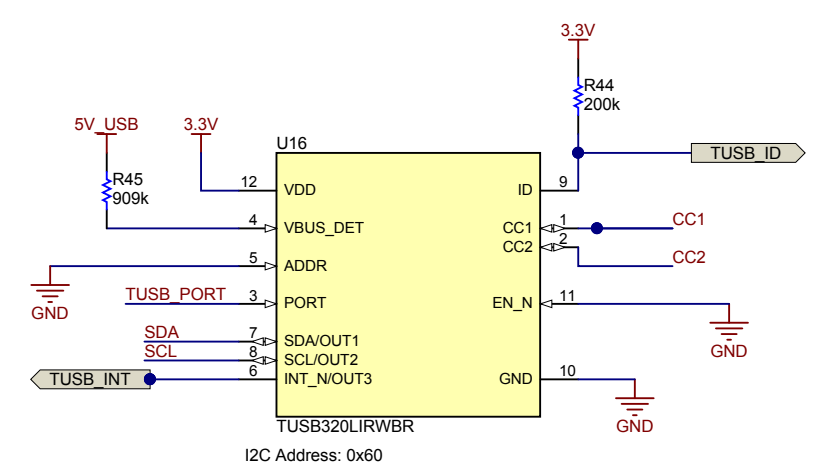 3.3V
R44
200k
5V_USB
3.3V
U16
TUSB_ID
R45
909k
12
VDD
ID
9
4
VBUS_DET
CC1
1
CC1
CC2
2
CC2
5
ADDR
GND
TUSB_PORT
3
PORT
EN_N
11
GND
SDA
7
SDA/OUT1
SCL
8
SCL/OUT2
TUSB_INT
6
INT_N/OUT3
GND
10
GND
TUSB320LIRWBR
I2C Address: 0x60